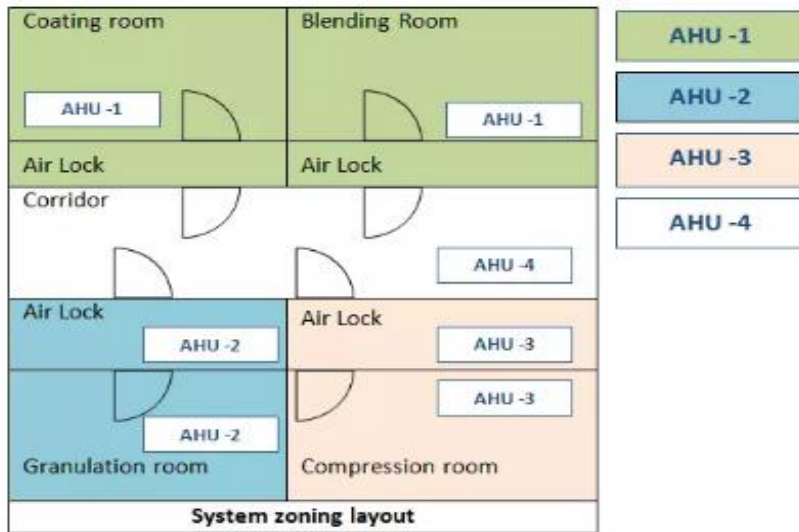 Coating room
Blending Room
AHU -1
AHU -1
Air Lock
Air Lock
Corridor
AHU -4
Air Lock
Air Lock
AHU -2
AHU -3
AHU -3
AHU -2
Granulation room
Compression room
System zoning layout
AHU -1
AHU -2
AHU -3
AHU -4